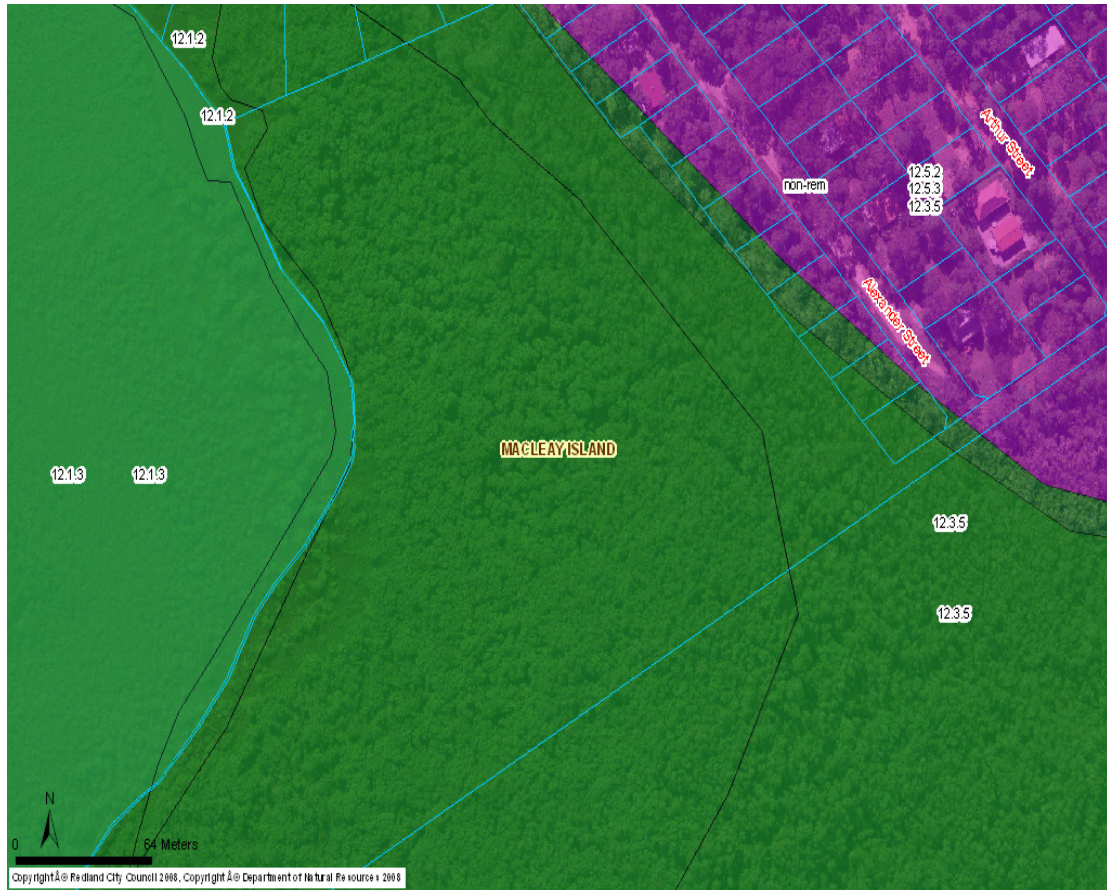 12.1.2
12.1.2
Arthur Street
non-rem
12.5.2
12.5.3
12.3.5
Alexander Street
MACLEAY ISLAND
12.1.3
12.1.3
12.3.5
12.3.5
N
0
64 Meters
Copyright Â© Redland City Council 2008, Copyright Â© Department of Natural Resources 2008